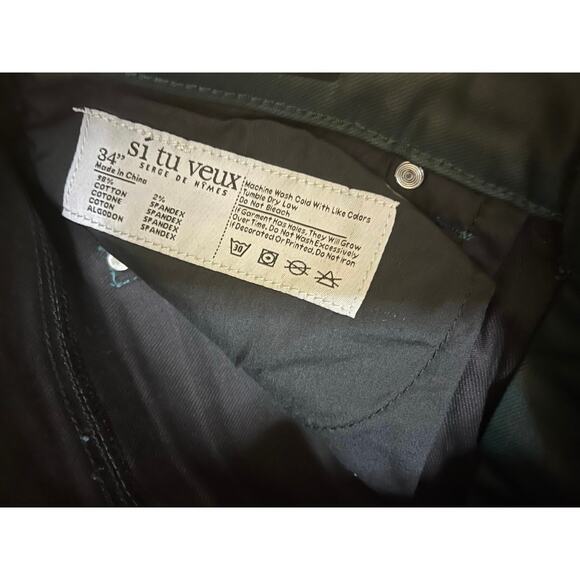 34”
si tu veux
SERGE DE NÎMES
Made in China
98%
COTTON
COTONE
COTON
ALGODON
2%
SPANDEX
SPANDEX
SPANDEX
SPANDEX
Machine Wash Cold With Like Colors
Tumble Dry Low
Do Not Bleach
If Garment Has Holes, They Will Grow
Over Time, Do Not Wash Excessively
If Decorated Or Printed, Do Not Iron
30